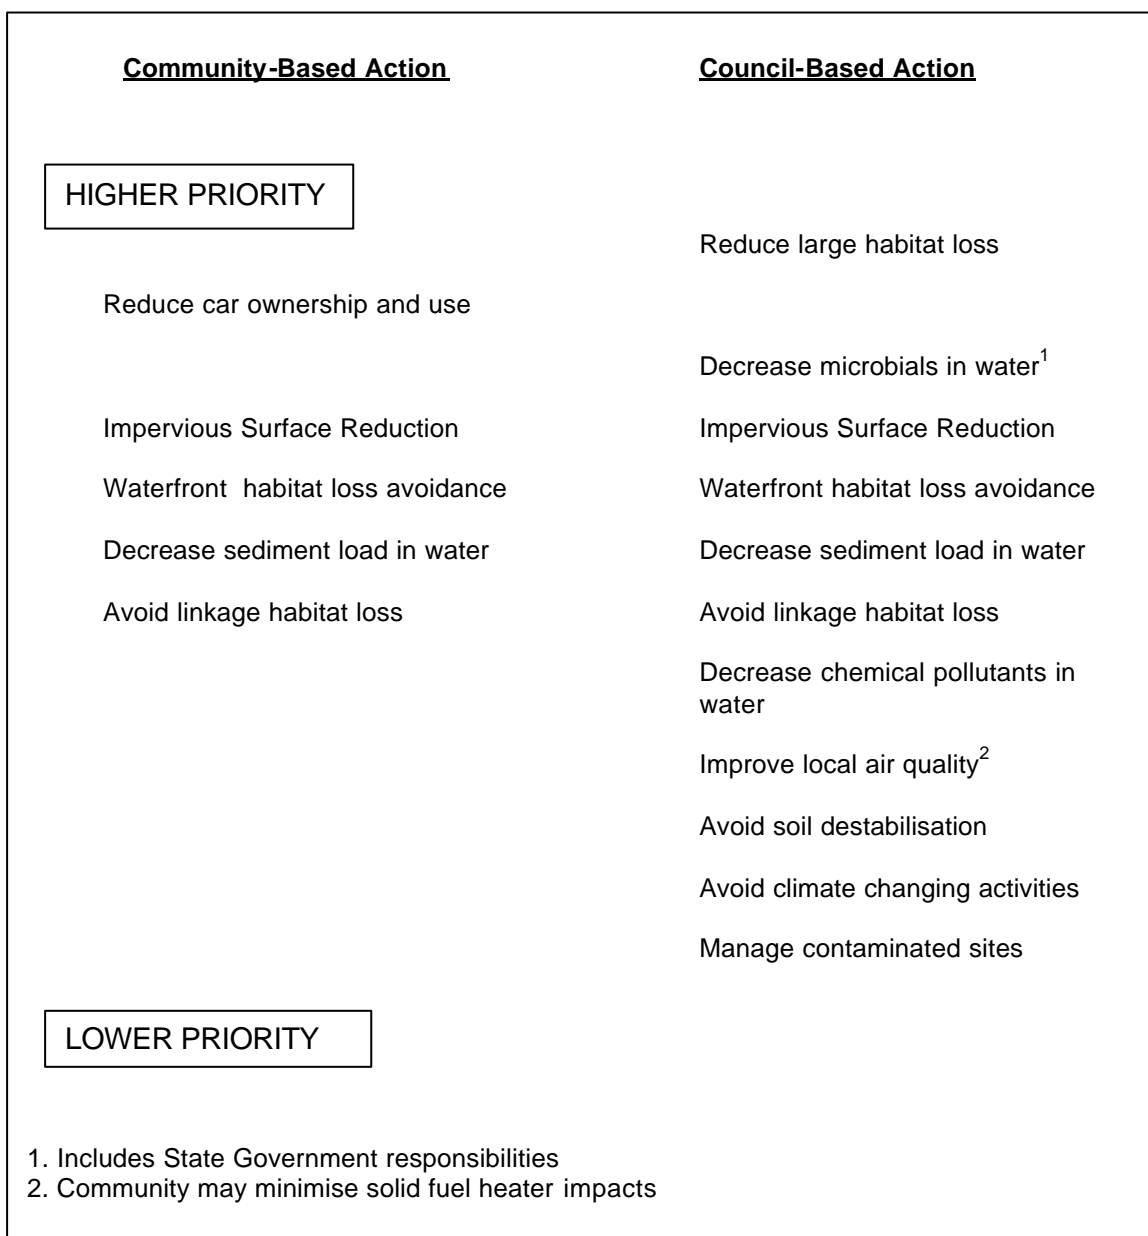 Community-Based Action Council-Based Action
HIGHER PRIORITY
Reduce large habitat loss
Reduce car ownership and use
Decrease microbials in water1
Impervious Surface Reduction Impervious Surface Reduction
Waterfront habitat loss avoidance Waterfront habitat loss avoidance
Decrease sediment load in water Decrease sediment load in water
Avoid linkage habitat loss Avoid linkage habitat loss
Decrease chemical pollutants in
water
Improve local air quality2
Avoid soil destabilisation
Avoid climate changing activities
Manage contaminated sites
LOWER PRIORITY
1. Includes State Government responsibilities
2. Community may minimise solid fuel heater impacts